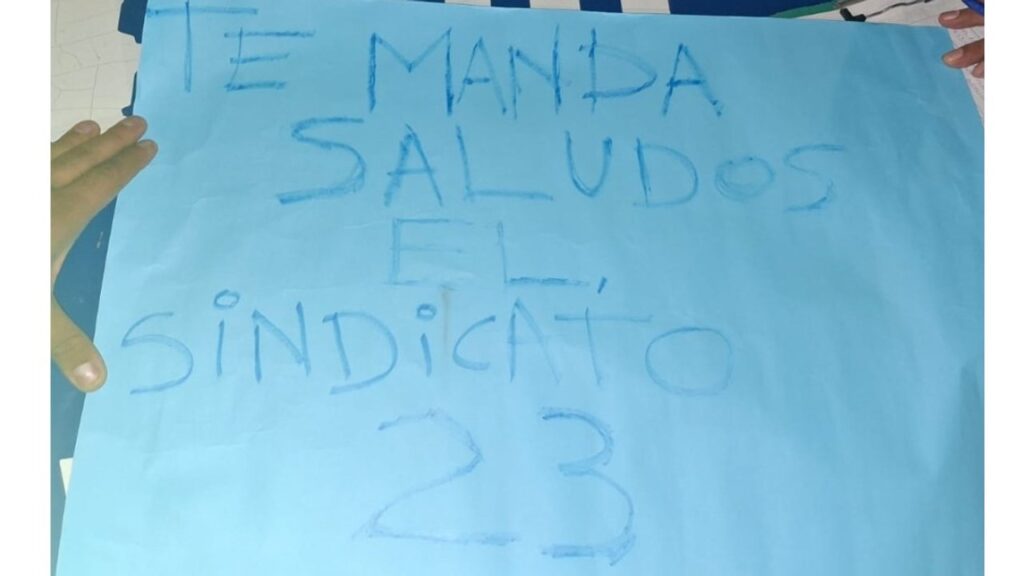 TE MANDA
SALUDOS
EL,
SiNDiCATO
23